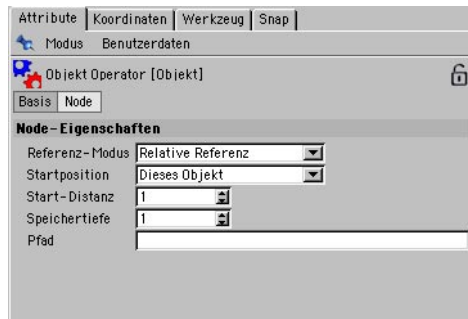 Attribute Koordinaten Werkzeug Snap
Modus Benutzerdaten
Objekt Operator [Objekt]
Basis Node
Node-Eigenschaften
Referenz-Modus Relative Referenz
Startposition Dieses Objekt
Start-Distanz 1
Speichertiefe 1
Pfad